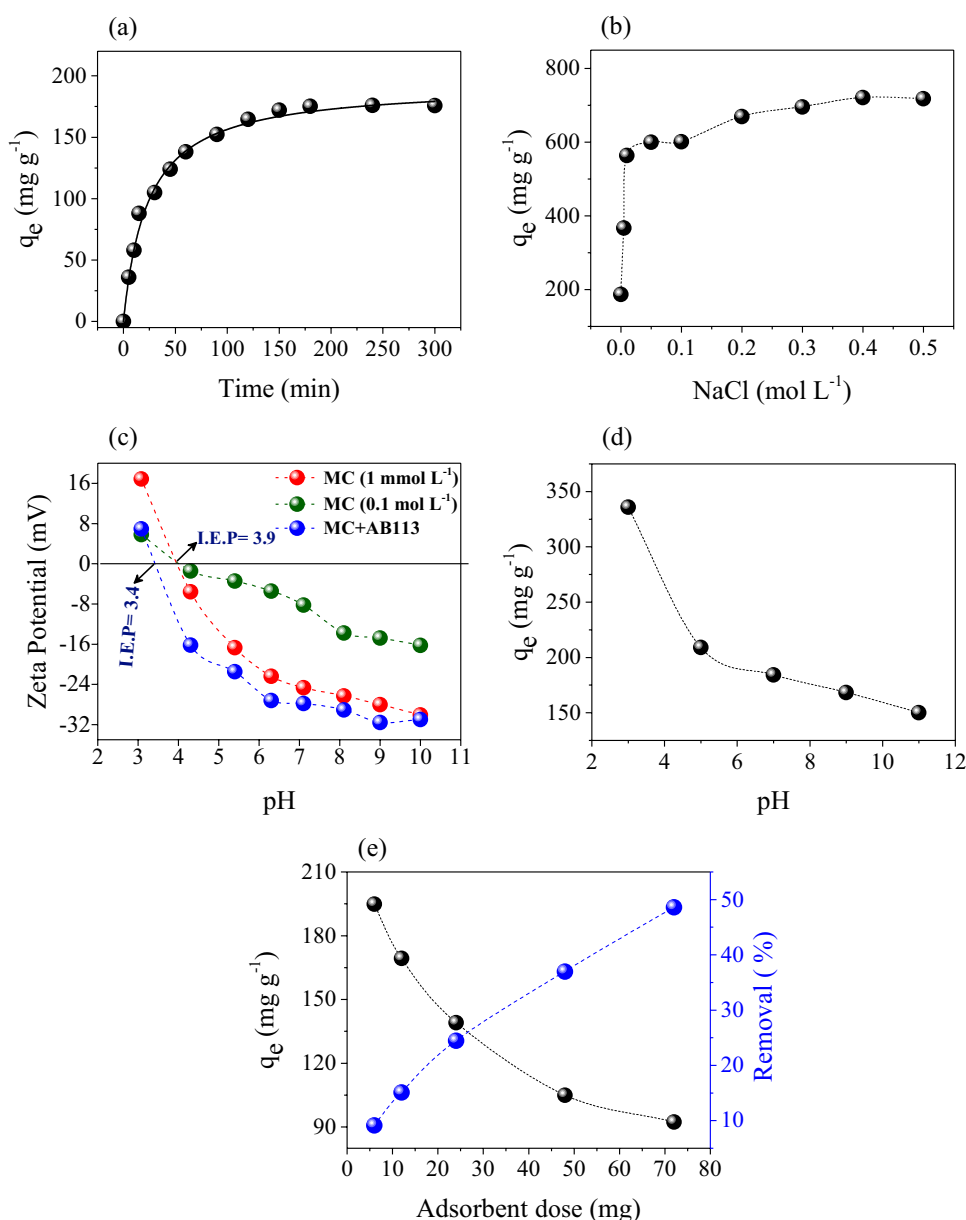 (a)
200
150
100
50
0
qe (mg g-1)
0 50 100 150 200 250 300
Time (min)
(b)
800
600
400
200
qe (mg g-1)
0.0 0.1 0.2 0.3 0.4 0.5
NaCl (mol L-1)
(c)
16
8
0
-8
-16
-24
-32
Zeta Potential (mV)
MC (1 mmol L-1)
MC (0.1 mol L-1)
MC+AB113
I.E.P= 3.9
I.E.P= 3.4
2 3 4 5 6 7 8 9 10 11
pH
(d)
350
300
250
200
150
qe (mg g-1)
2 4 6 8 10 12
pH
(e)
210
180
150
120
90
qe (mg g-1)
50
40
30
20
10
Removal ( %)
0 10 20 30 40 50 60 70 80
Adsorbent dose (mg)